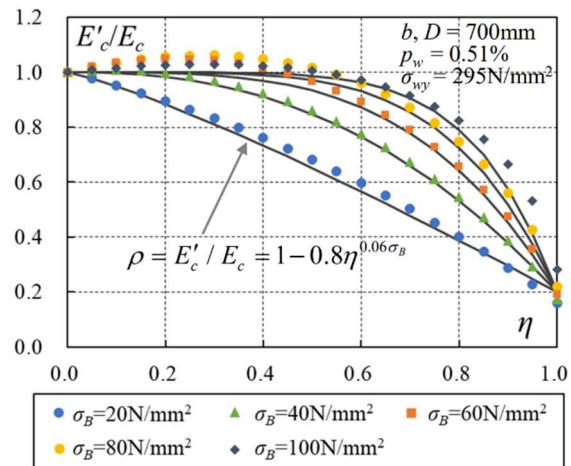 E'c/Ec
b, D = 700mm
pw = 0.51%
σwy = 295N/mm²
1.2
1.0
0.8
0.6
0.4
0.2
0.0
ρ = E'c / Ec = 1−0.8η^0.06σB
η
0.0 0.2 0.4 0.6 0.8 1.0
σB=20N/mm² σB=40N/mm² σB=60N/mm²
σB=80N/mm² σB=100N/mm²